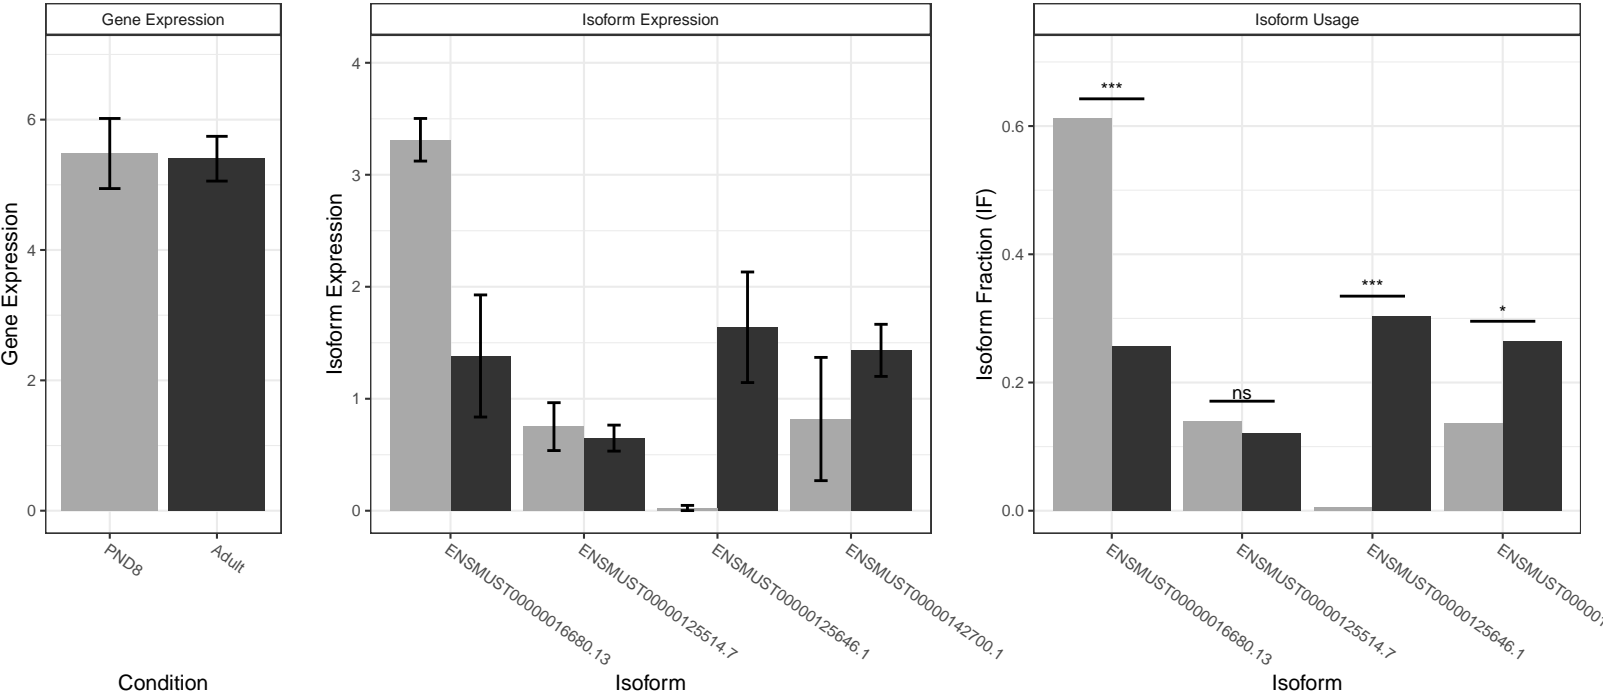 Gene Expression
Isoform Expression
Isoform Usage
Gene Expression
6
4
2
0
PND8
Adult
Condition
Isoform Expression
4
3
2
1
0
ENSMUST00000016680.13
ENSMUST00000125514.7
ENSMUST00000125646.1
ENSMUST00000142700.1
Isoform
Isoform Fraction (IF)
0.6
0.4
0.2
0.0
***
ns
***
*
ENSMUST00000016680.13
ENSMUST00000125514.7
ENSMUST00000125646.1
ENSMUST000001
Isoform